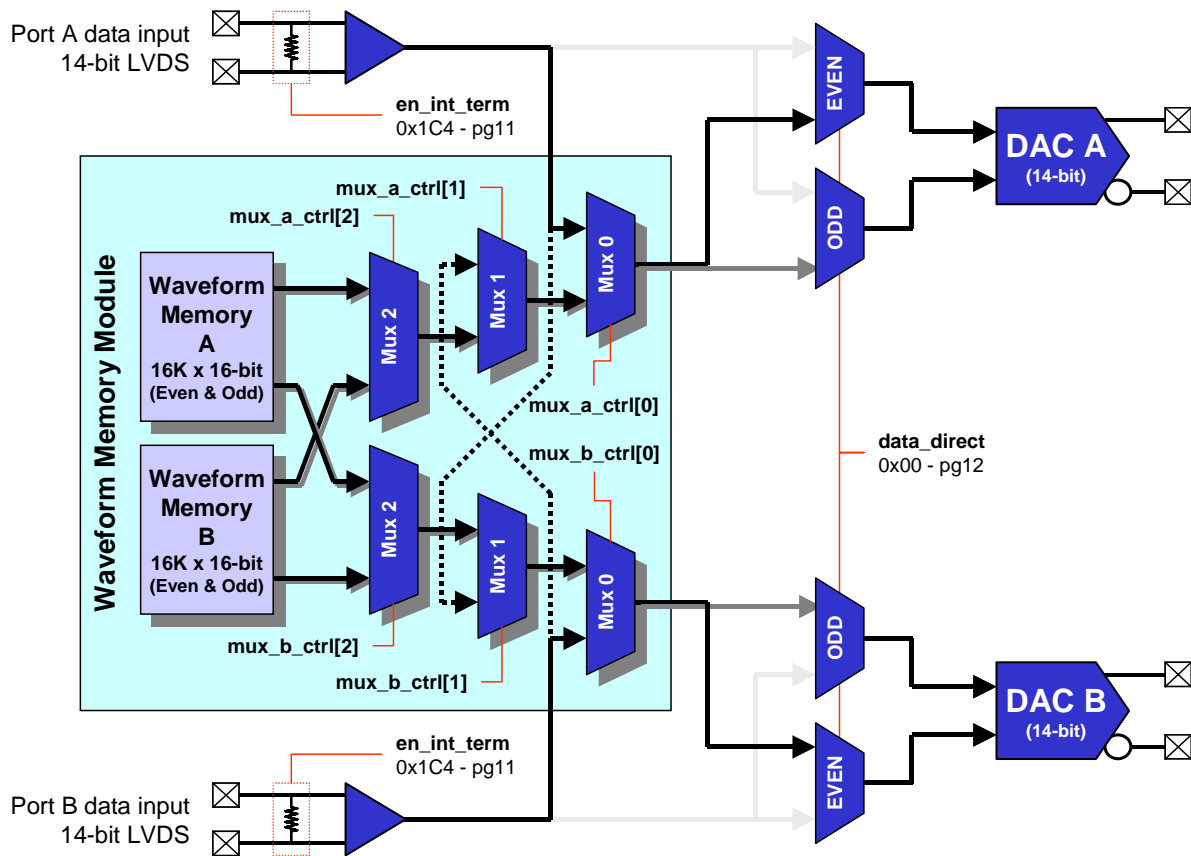 Port A data input
14-bit LVDS
en_int_term
0x1C4 - pg11
EVEN
ODD
DAC A
(14-bit)
Waveform Memory Module
mux_a_ctrl[1]
mux_a_ctrl[2]
Waveform
Memory
A
16K x 16-bit
(Even & Odd)
Mux 2
Mux 1
Mux 0
mux_a_ctrl[0]
mux_b_ctrl[0]
data_direct
0x00 - pg12
Waveform
Memory
B
16K x 16-bit
(Even & Odd)
Mux 2
Mux 1
Mux 0
mux_b_ctrl[2]
mux_b_ctrl[1]
ODD
EVEN
DAC B
(14-bit)
en_int_term
0x1C4 - pg11
Port B data input
14-bit LVDS